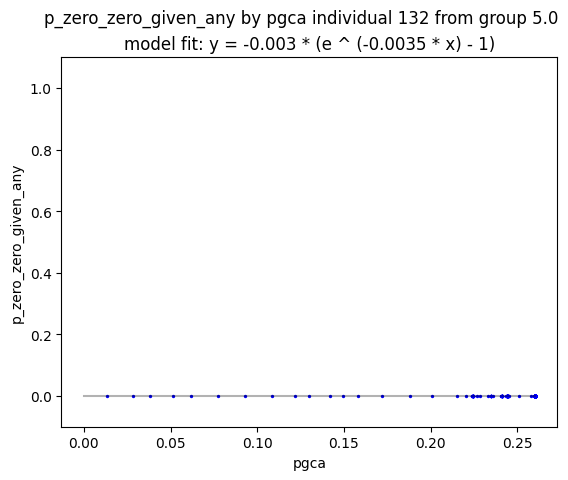 p_zero_zero_given_any by pgca individual 132 from group 5.0
model fit: y = -0.003 * (e ^ (-0.0035 * x) - 1)
1.0
0.8
0.6
0.4
0.2
0.0
p_zero_zero_given_any
0.00 0.05 0.10 0.15 0.20 0.25
pgca